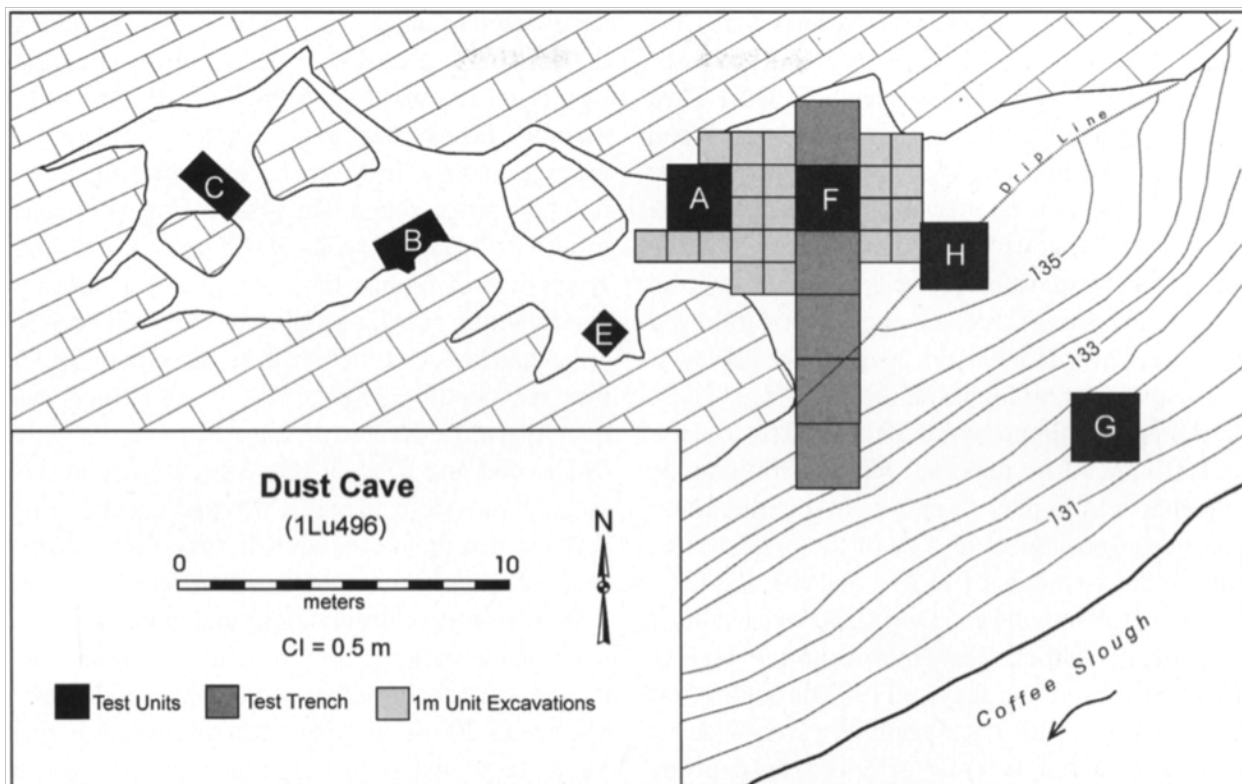 C
B
A
F
H
E
G
Drip Line
135
133
131
Dust Cave
(1Lu496)
0 10
meters
CI = 0.5 m
N
Test Units
Test Trench
1m Unit Excavations
Coffee Slough